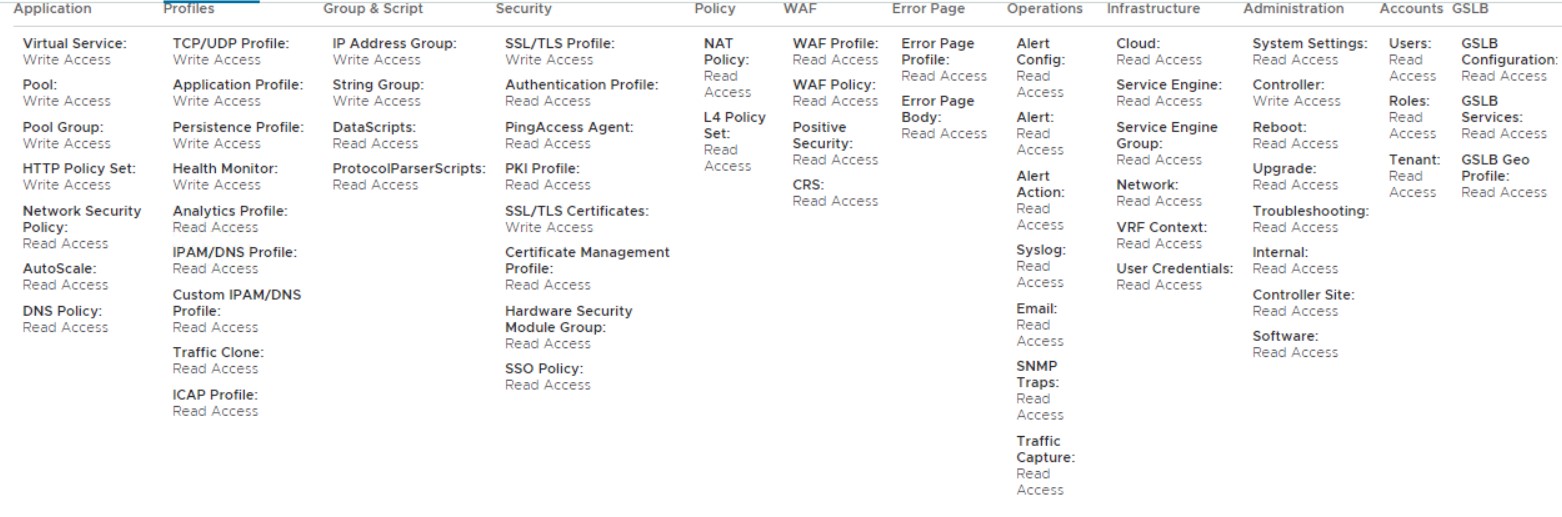 Application
Profiles
Group & Script
Security
Policy
WAF
Error Page
Operations
Infrastructure
Administration
Accounts
GSLB
Virtual Service:
Write Access
Pool:
Write Access
Pool Group:
Write Access
HTTP Policy Set:
Write Access
Network Security
Policy:
Read Access
AutoScale:
Read Access
DNS Policy:
Read Access
TCP/UDP Profile:
Write Access
Application Profile:
Write Access
Persistence Profile:
Write Access
Health Monitor:
Write Access
Analytics Profile:
Read Access
IPAM/DNS Profile:
Read Access
Custom IPAM/DNS
Profile:
Read Access
Traffic Clone:
Read Access
ICAP Profile:
Read Access
IP Address Group:
Write Access
String Group:
Write Access
DataScripts:
Read Access
ProtocolParserScripts:
Read Access
SSL/TLS Profile:
Write Access
Authentication Profile:
Read Access
PingAccess Agent:
Read Access
PKI Profile:
Read Access
SSL/TLS Certificates:
Write Access
Certificate Management
Profile:
Read Access
Hardware Security
Module Group:
Read Access
SSO Policy:
Read Access
NAT
Policy:
Read
Access
L4 Policy
Set:
Read
Access
WAF Profile:
Read Access
WAF Policy:
Read Access
Positive
Security:
Read Access
CRS:
Read Access
Error Page
Profile:
Read Access
Error Page
Body:
Read Access
Alert
Config:
Read
Access
Alert:
Read
Access
Alert
Action:
Read
Access
Syslog:
Read
Access
Email:
Read
Access
SNMP
Traps:
Read
Access
Traffic
Capture:
Read
Access
Cloud:
Read Access
Service Engine:
Read Access
Service Engine
Group:
Read Access
Network:
Read Access
VRF Context:
Read Access
User Credentials:
Read Access
System Settings:
Read Access
Controller:
Write Access
Reboot:
Read Access
Upgrade:
Read Access
Troubleshooting:
Read Access
Internal:
Read Access
Controller Site:
Read Access
Software:
Read Access
Users:
Read
Access
Roles:
Read
Access
Tenant:
Read
Access
GSLB
Configuration:
Read Access
GSLB
Services:
Read Access
GSLB Geo
Profile:
Read Access